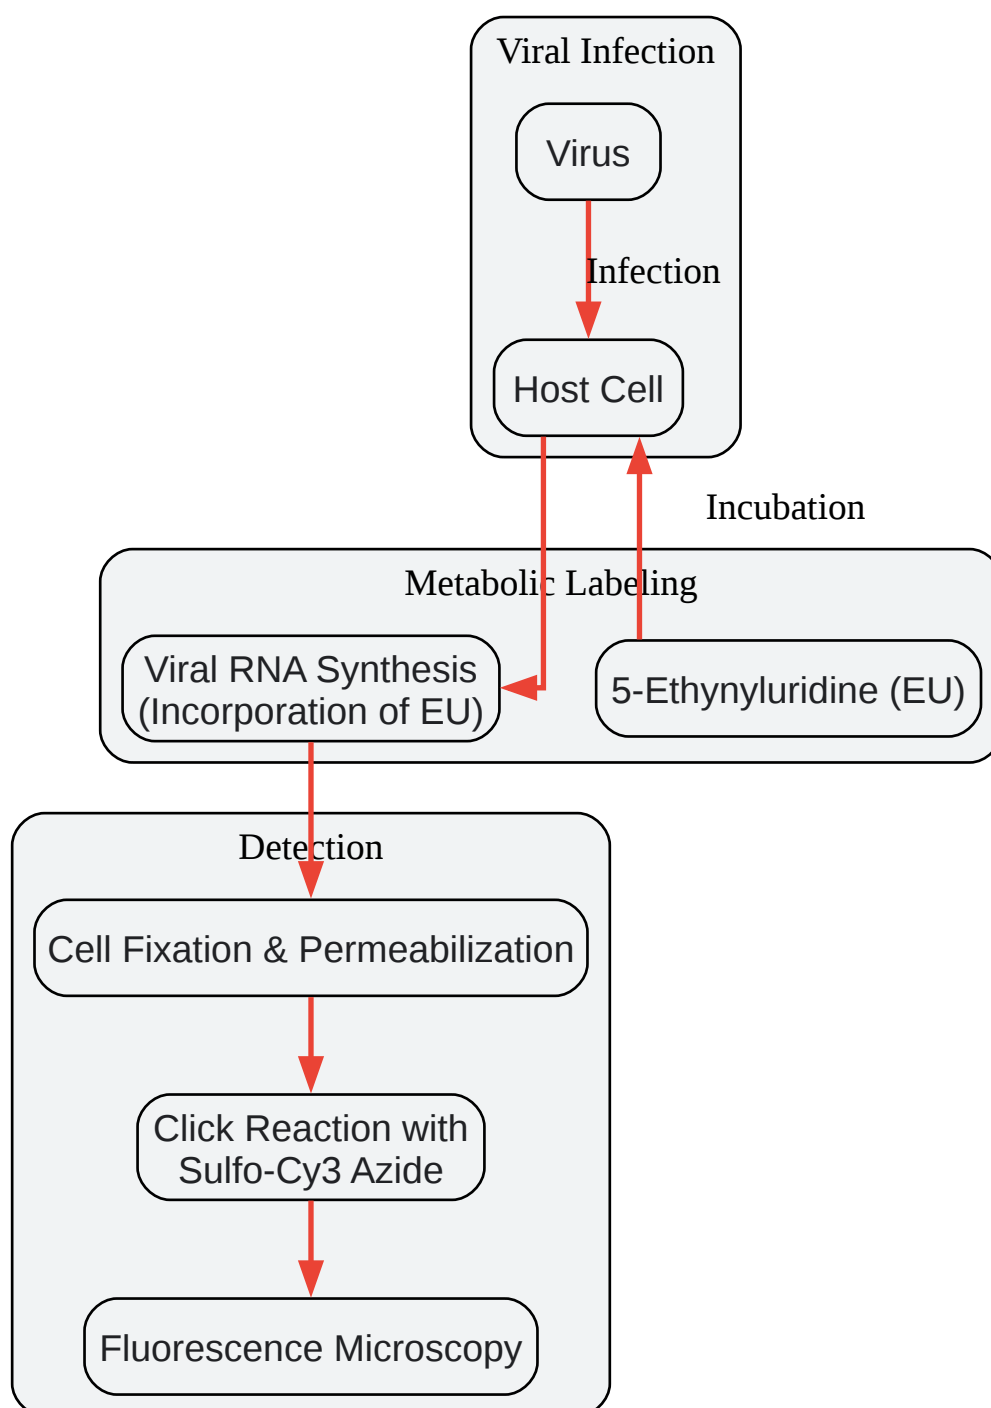 Viral Infection
Virus
Infection
Host Cell
Incubation
Metabolic Labeling
Viral RNA Synthesis
(Incorporation of EU)
5-Ethynyluridine (EU)
Detection
Cell Fixation & Permeabilization
Click Reaction with
Sulfo-Cy3 Azide
Fluorescence Microscopy